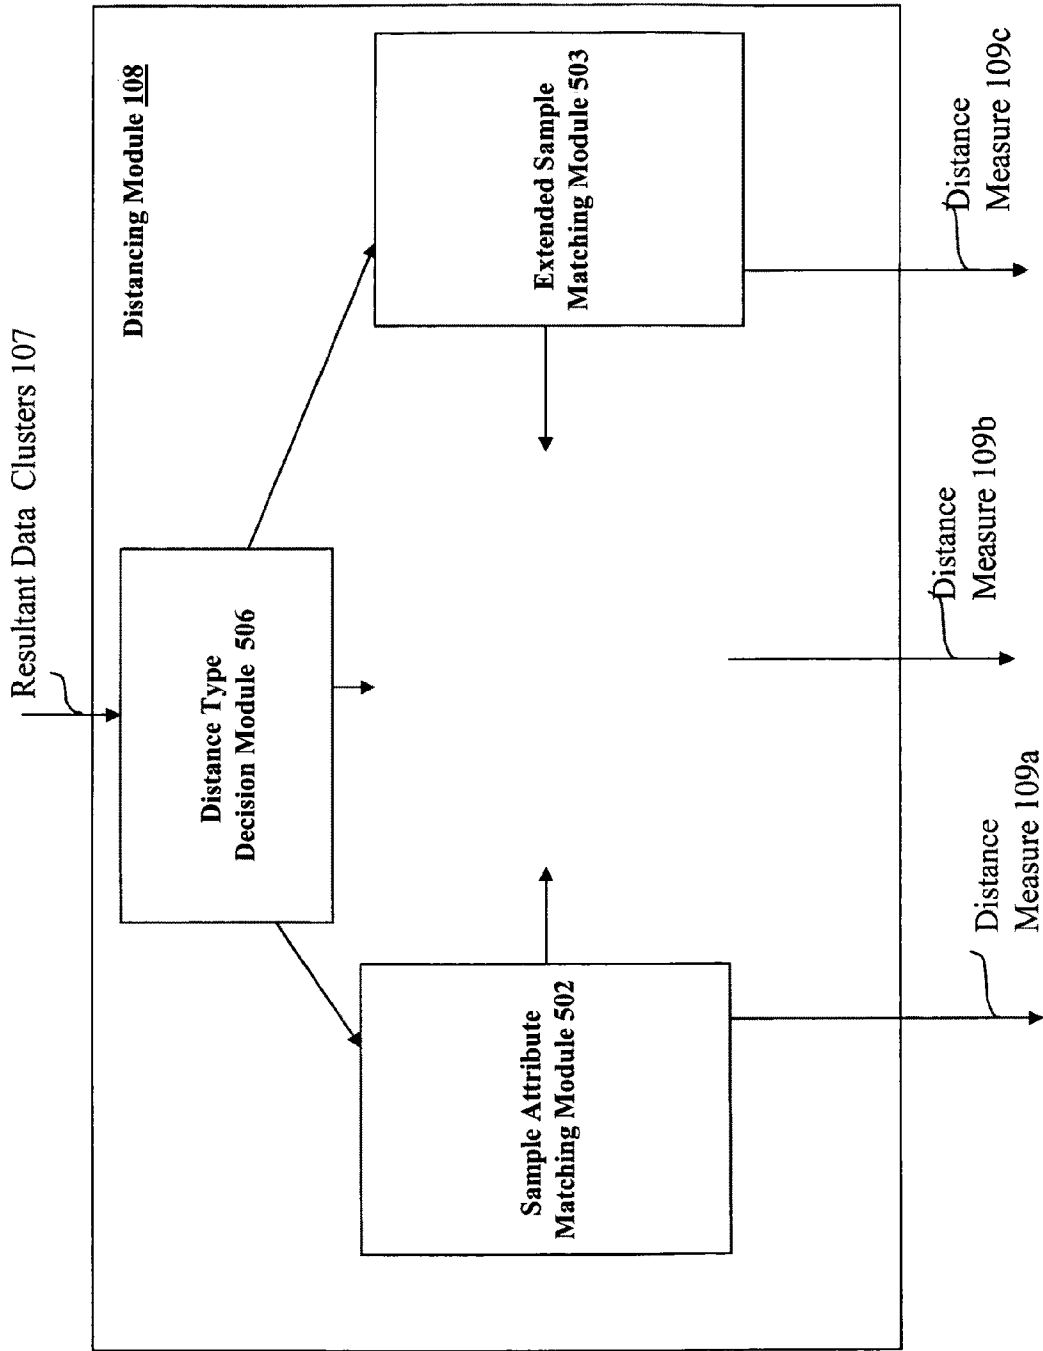 Resultant Data Clusters 107
Distancing Module 108
Distance Type
Decision Module 506
Sample Attribute
Matching Module 502
Extended Sample
Matching Module 503
Distance
Measure 109a
Distance
Measure 109b
Distance
Measure 109c